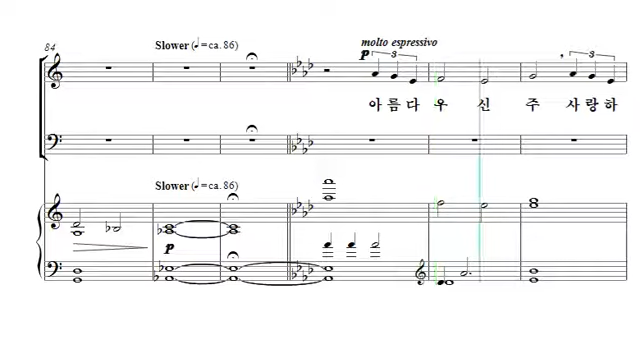 84
Slower (♩=ca. 86)
molto espressivo
p
3
3
아 름 다 우 신 주 사 랑 하
Slower (♩=ca. 86)
p